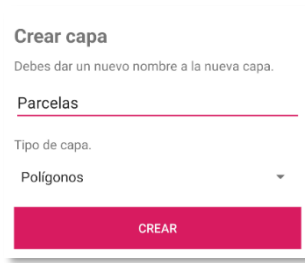 Crear capa
Debes dar un nuevo nombre a la nueva capa.
Parcelas
Tipo de capa.
Polígonos
CREAR